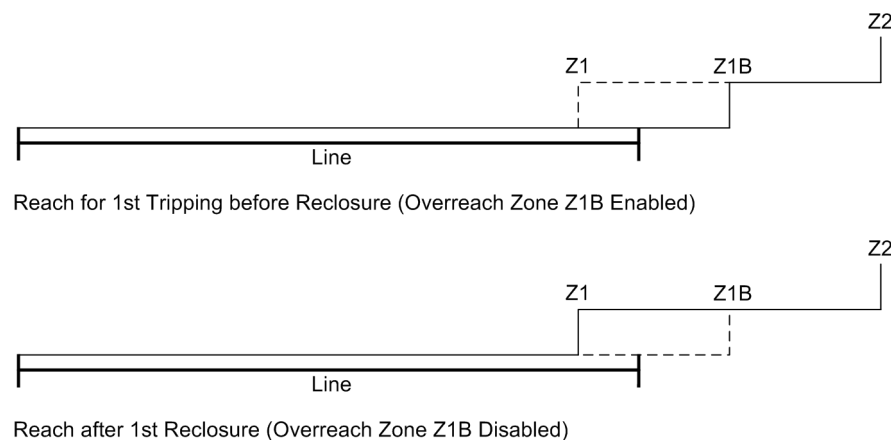 Z2
Z1 Z1B
Line
Reach for 1st Tripping before Reclosure (Overreach Zone Z1B Enabled)
Z2
Z1 Z1B
Line
Reach after 1st Reclosure (Overreach Zone Z1B Disabled)